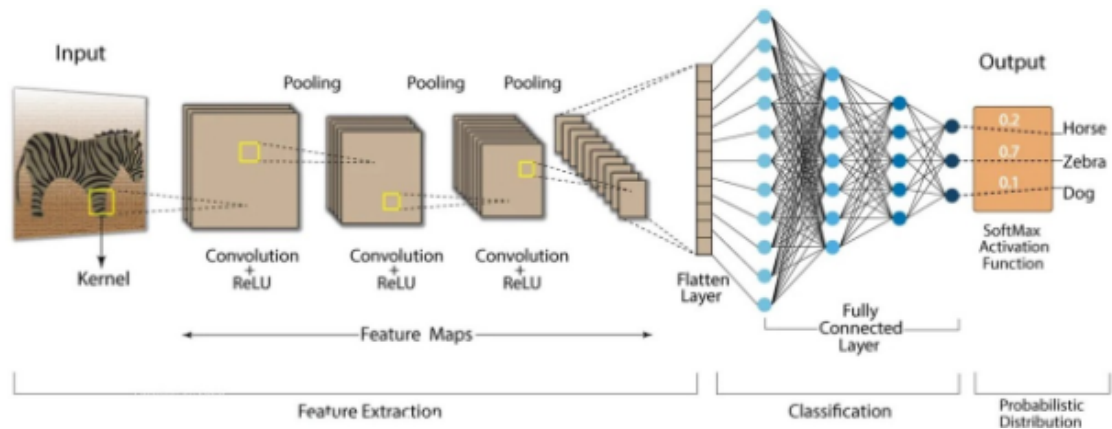 Input
Kernel
Pooling
Pooling
Pooling
Convolution
+
ReLU
Convolution
+
ReLU
Convolution
+
ReLU
Feature Maps
Flatten
Layer
Fully
Connected
Layer
Output
0.2
0.7
0.1
Horse
Zebra
Dog
SoftMax
Activation
Function
Feature Extraction
Classification
Probabilistic
Distribution